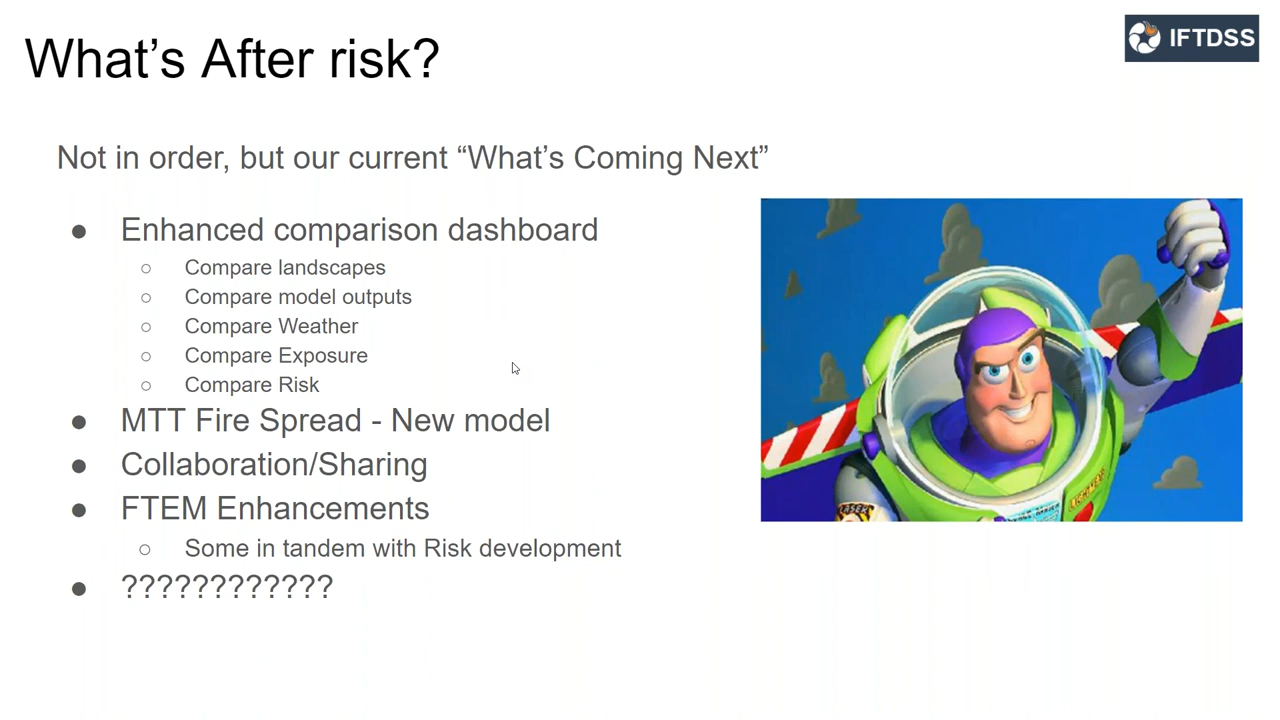 What's After risk?
IFTDSS
Not in order, but our current “What's Coming Next”
● Enhanced comparison dashboard
○ Compare landscapes
○ Compare model outputs
○ Compare Weather
○ Compare Exposure
○ Compare Risk
● MTT Fire Spread - New model
● Collaboration/Sharing
● FTEM Enhancements
○ Some in tandem with Risk development
● ????????????
LASER
LIGHTYEAR